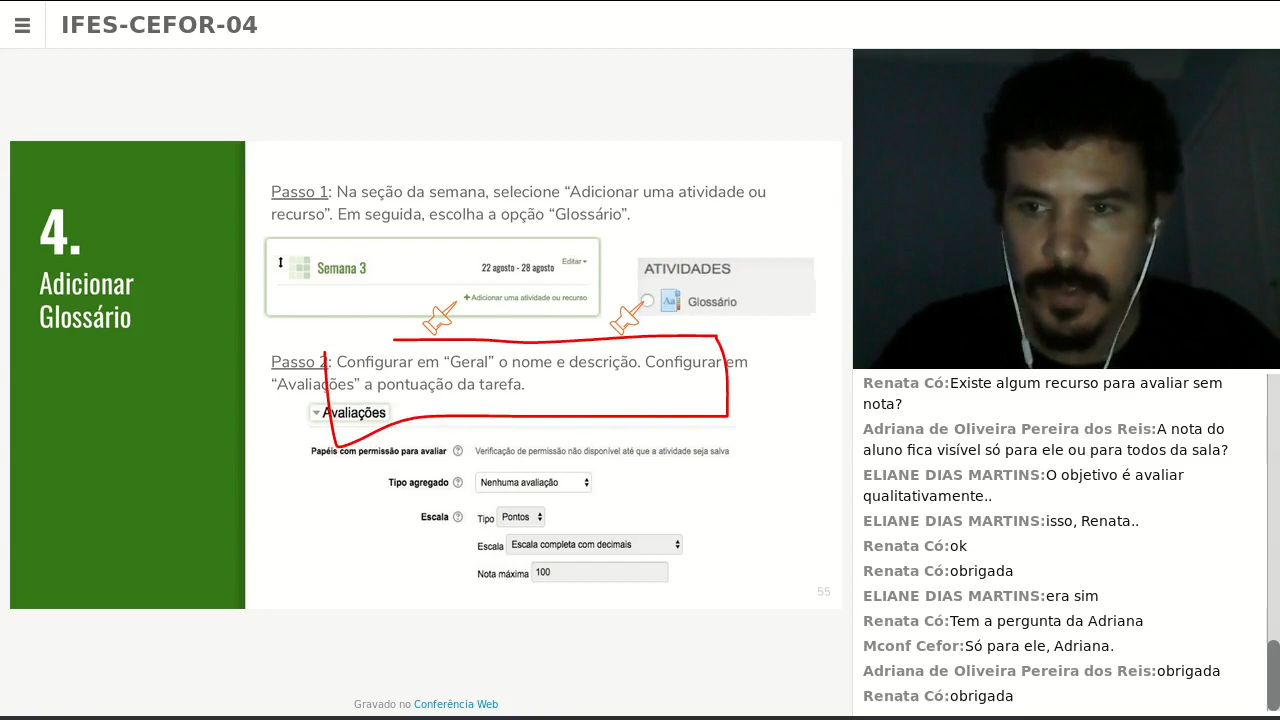 IFES-CEFOR-04
4.
Adicionar
Glossário
Passo 1: Na seção da semana, selecione “Adicionar uma atividade ou
recurso”. Em seguida, escolha a opção “Glossário”.
Semana 3
22 agosto - 28 agosto
Editar
Adicionar uma atividade ou recurso
ATIVIDADES
Aa
Glossário
Passo 2: Configurar em “Geral” o nome e descrição. Configurar em
“Avaliações” a pontuação da tarefa.
Avaliações
Papéis com permissão para avaliar
Verificação de permissão não disponível até que a atividade seja salva
Tipo agregado
Nenhuma avaliação
Escala
Tipo Pontos
Escala Escala completa com decimais
Nota máxima 100
55
Gravado no Conferência Web
Renata Có:Existe algum recurso para avaliar sem
nota?
Adriana de Oliveira Pereira dos Reis:A nota do
aluno fica visível só para ele ou para todos da sala?
ELIANE DIAS MARTINS:O objetivo é avaliar
qualitativamente..
ELIANE DIAS MARTINS:isso, Renata..
Renata Có:ok
Renata Có:obrigada
ELIANE DIAS MARTINS:era sim
Renata Có:Tem a pergunta da Adriana
Mconf Cefor:Só para ele, Adriana.
Adriana de Oliveira Pereira dos Reis:obrigada
Renata Có:obrigada